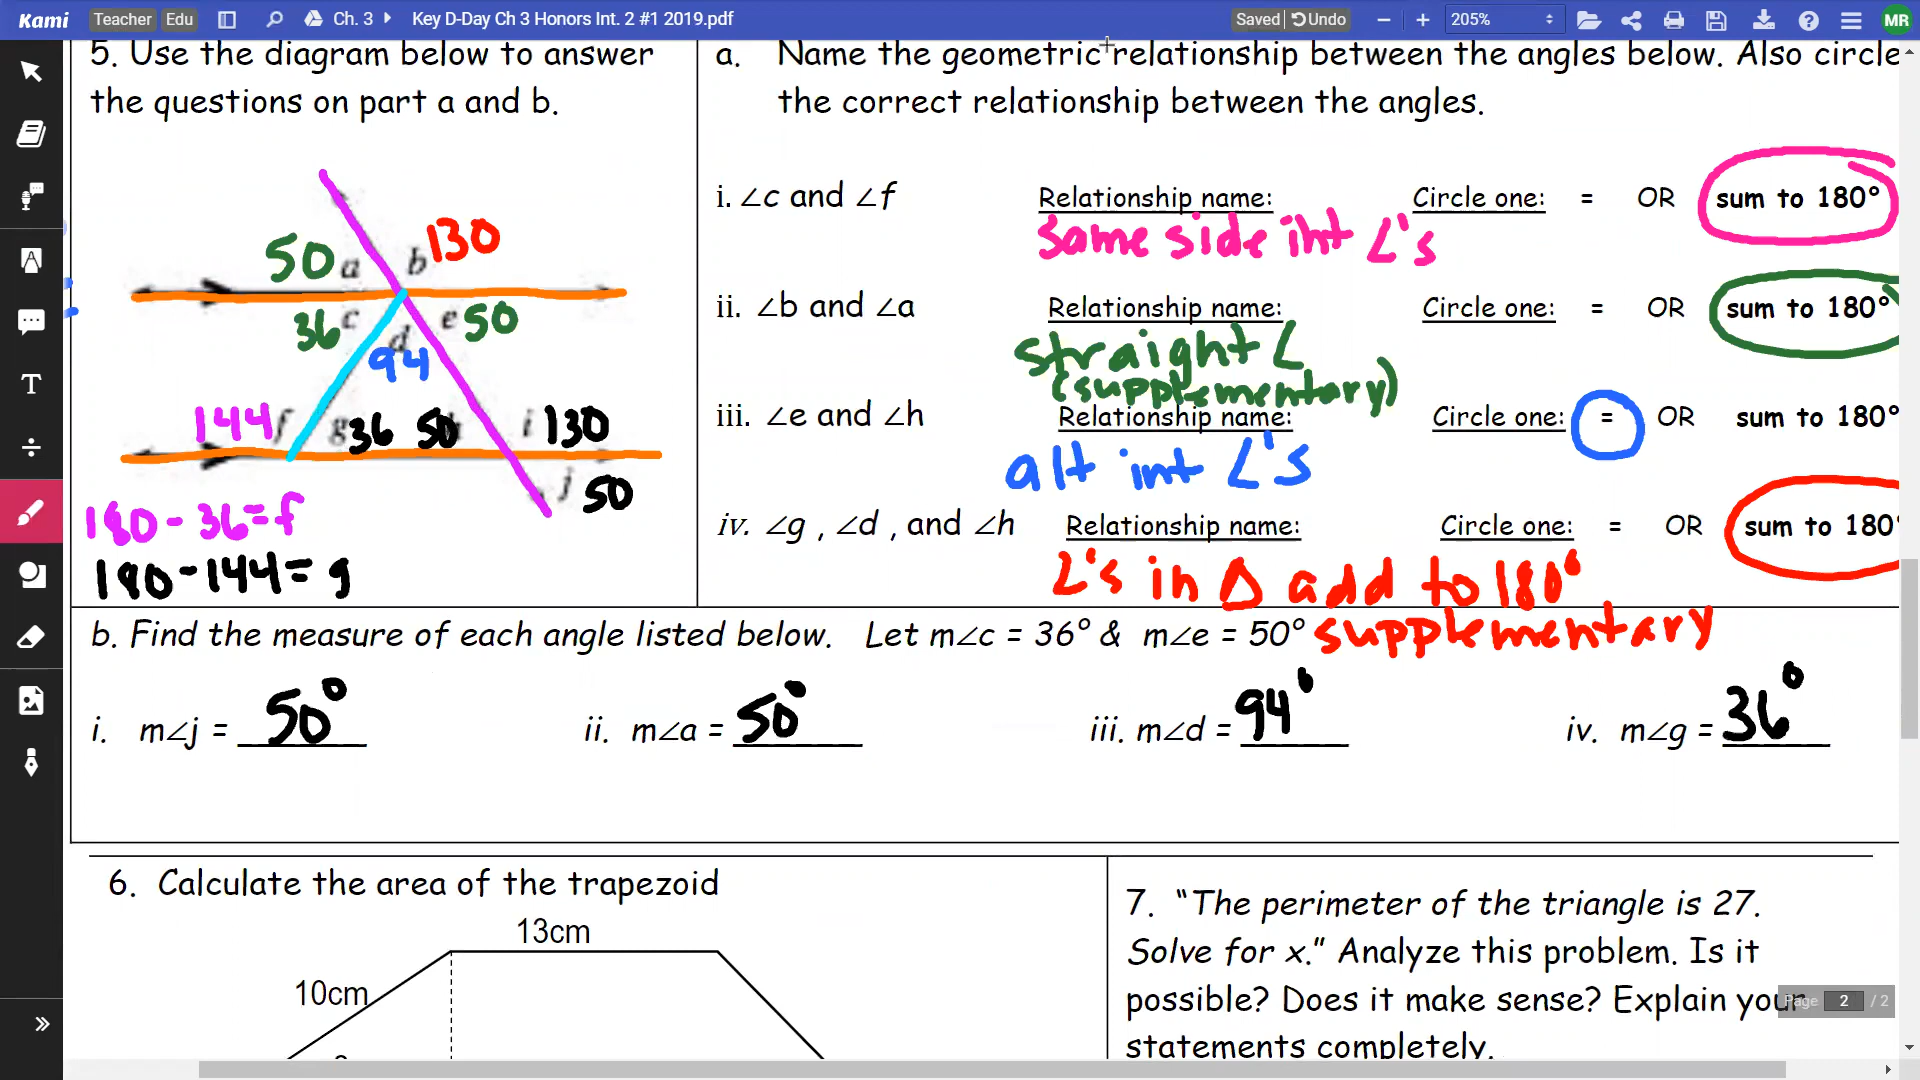 Kami Teacher Edu Ch. 3 Key D-Day Ch 3 Honors Int. 2 #1 2019.pdf Saved Undo 205% MR
5. Use the diagram below to answer
the questions on part a and b.
50 a b 130
36 c d e 50
94
144 f g 36 50 i 130
j 50
180 - 36 = f
180 - 144 = g
a. Name the geometric relationship between the angles below. Also circle
the correct relationship between the angles.
i. ∠c and ∠f Relationship name: Circle one: = OR sum to 180°
same side int ∠'s
ii. ∠b and ∠a Relationship name: Circle one: = OR sum to 180°
straight ∠
(supplementary)
iii. ∠e and ∠h Relationship name: Circle one: = OR sum to 180°
alt int ∠'s
iv. ∠g , ∠d , and ∠h Relationship name: Circle one: = OR sum to 180°
∠'s in Δ add to 180°
supplementary
b. Find the measure of each angle listed below. Let m∠c = 36° & m∠e = 50°
i. m∠j = 50° ii. m∠a = 50° iii. m∠d = 94° iv. m∠g = 36°
6. Calculate the area of the trapezoid
13cm
10cm
7. “The perimeter of the triangle is 27.
Solve for x.” Analyze this problem. Is it
possible? Does it make sense? Explain your
statements completely.
Page 2 / 2